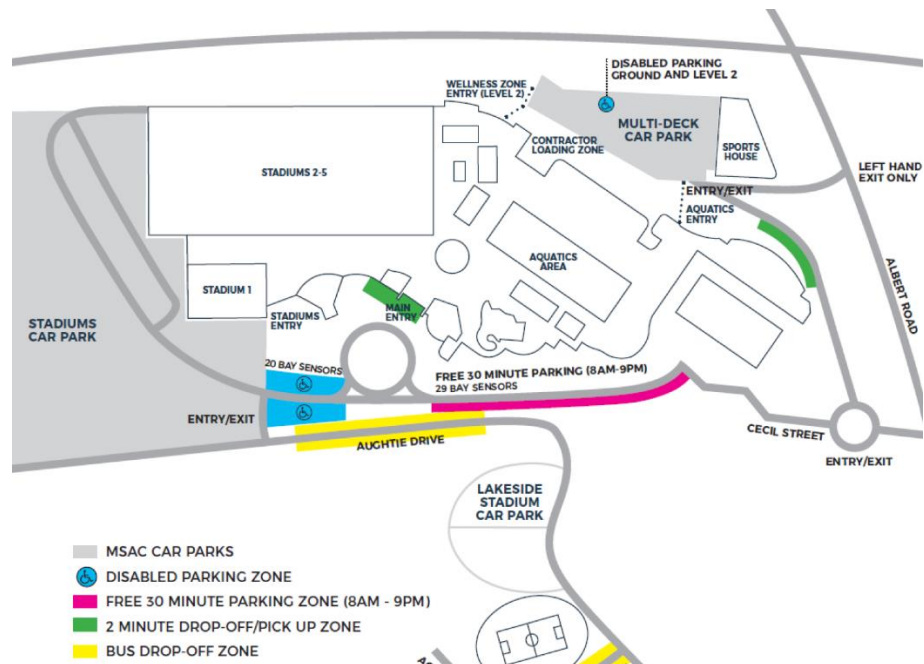 DISABLED PARKING
GROUND AND LEVEL 2
WELLNESS ZONE
ENTRY (LEVEL 2)
MULTI-DECK
CAR PARK
CONTRACTOR
LOADING ZONE
SPORTS
HOUSE
STADIUMS 2-5
LEFT HAND
EXIT ONLY
ENTRY/EXIT
AQUATICS
ENTRY
AQUATICS
AREA
ALBERT ROAD
STADIUM 1
MAIN
ENTRY
STADIUMS
ENTRY
STADIUMS
CAR PARK
20 BAY SENSORS
FREE 30 MINUTE PARKING (8AM-9PM)
29 BAY SENSORS
ENTRY/EXIT
AUGHTIE DRIVE
CECIL STREET
ENTRY/EXIT
LAKESIDE
STADIUM
CAR PARK
MSAC CAR PARKS
DISABLED PARKING ZONE
FREE 30 MINUTE PARKING ZONE (8AM - 9PM)
2 MINUTE DROP-OFF/PICK UP ZONE
BUS DROP-OFF ZONE